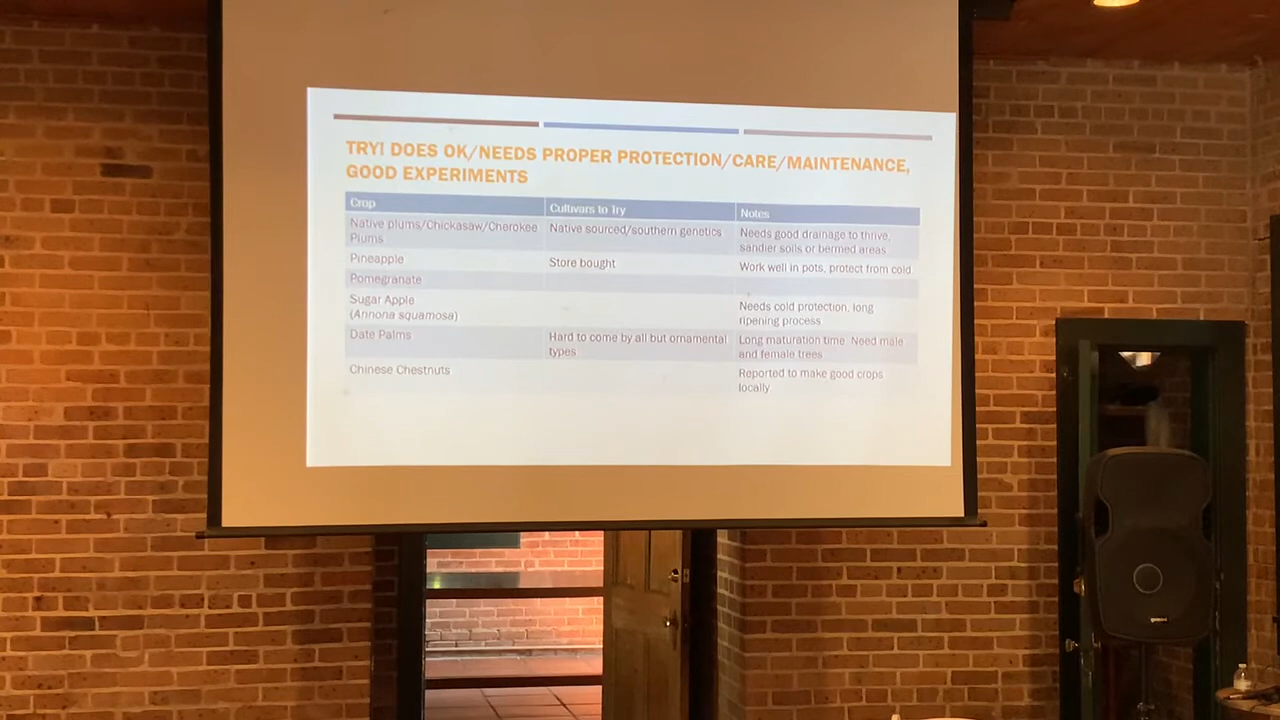 TRY! DOES OK/NEEDS PROPER PROTECTION/CARE/MAINTENANCE,
GOOD EXPERIMENTS
Crop Cultivars to Try Notes
Native plums/Chickasaw/Cherokee Plums Native sourced/southern genetics Needs good drainage to thrive, sandier soils or bermed areas
Pineapple Store bought Work well in pots, protect from cold.
Pomegranate
Sugar Apple (Annona squamosa) Needs cold protection, long ripening process
Date Palms Hard to come by all but ornamental types Long maturation time. Need male and female trees
Chinese Chestnuts Reported to make good crops locally.